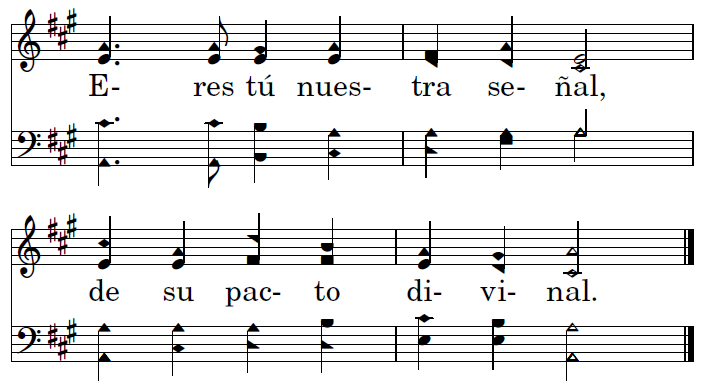 E- res tú nues- tra se- ñal,
de su pac- to di- vi- nal.